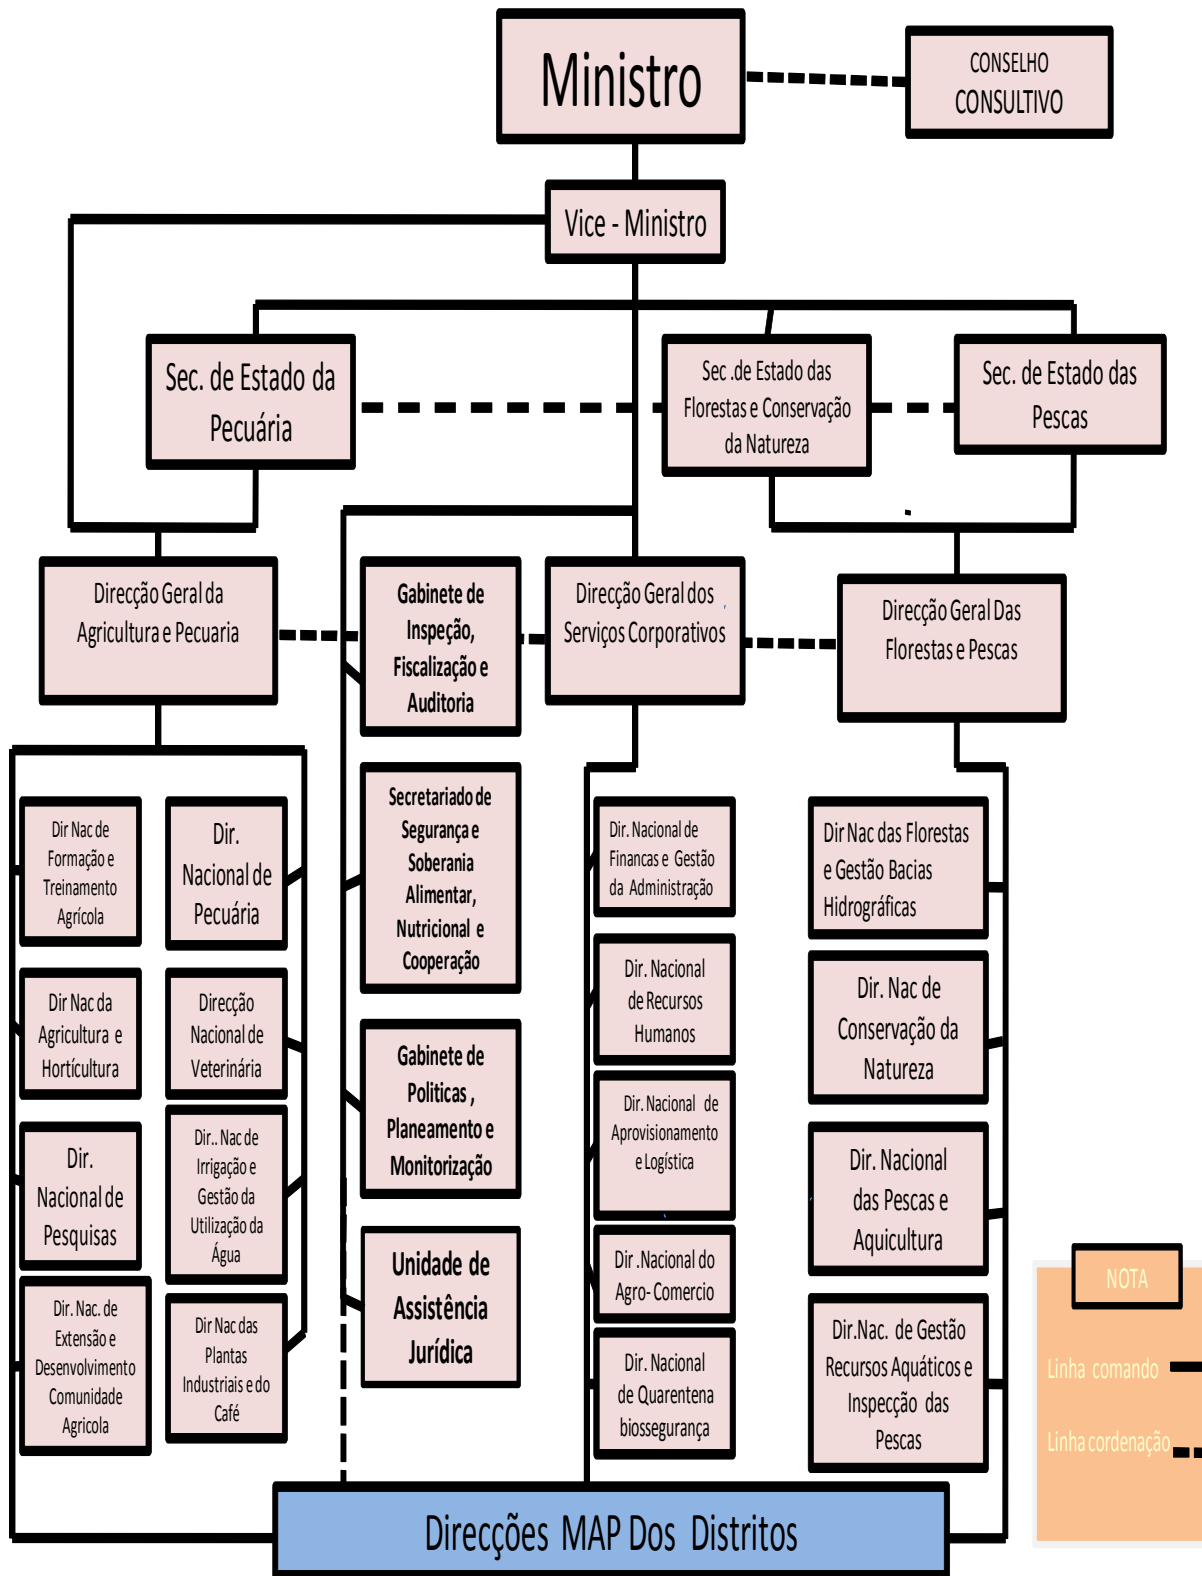 Ministro
CONSELHO
CONSULTIVO
Vice - Ministro
Sec. de Estado da
Pecuária
Sec .de Estado das
Florestas e Conservação
da Natureza
Sec. de Estado das
Pescas
Direcção Geral da
Agricultura e Pecuaria
Gabinete de
Inspeção,
Fiscalização e
Auditoria
Direcção Geral dos
Serviços Corporativos
Direcção Geral Das
Florestas e Pescas
Dir Nac de
Formação e
Treinamento
Agrícola
Dir.
Nacional de
Pecuária
Secretariado de
Segurança e
Soberania
Alimentar,
Nutricional e
Cooperação
Dir. Nacional de
Financas e Gestão
da Administração
Dir Nac das Florestas
e Gestão Bacias
Hidrográficas
Dir Nac da
Agricultura e
Hortícultura
Direcção
Nacional de
Veterinária
Gabinete de
Politicas ,
Planeamento e
Monitorização
Dir. Nacional
de Recursos
Humanos
Dir. Nac de
Conservação da
Natureza
Dir.
Nacional de
Pesquisas
Dir.. Nac de
Irrigação e
Gestão da
Utilização da
Água
Dir. Nacional de
Aprovisionamento
e Logística
Dir. Nacional
das Pescas e
Aquicultura
Unidade de
Assistência
Jurídica
Dir .Nacional do
Agro- Comercio
Dir. Nac. de
Extensão e
Desenvolvimento
Comunidade
Agricola
Dir Nac das
Plantas
Industriais e do
Café
Dir. Nacional
de Quarentena
biossegurança
Dir.Nac. de Gestão
Recursos Aquáticos e
Inspecção das
Pescas
NOTA
Linha comando
Linha cordenação
Direcções MAP Dos Distritos